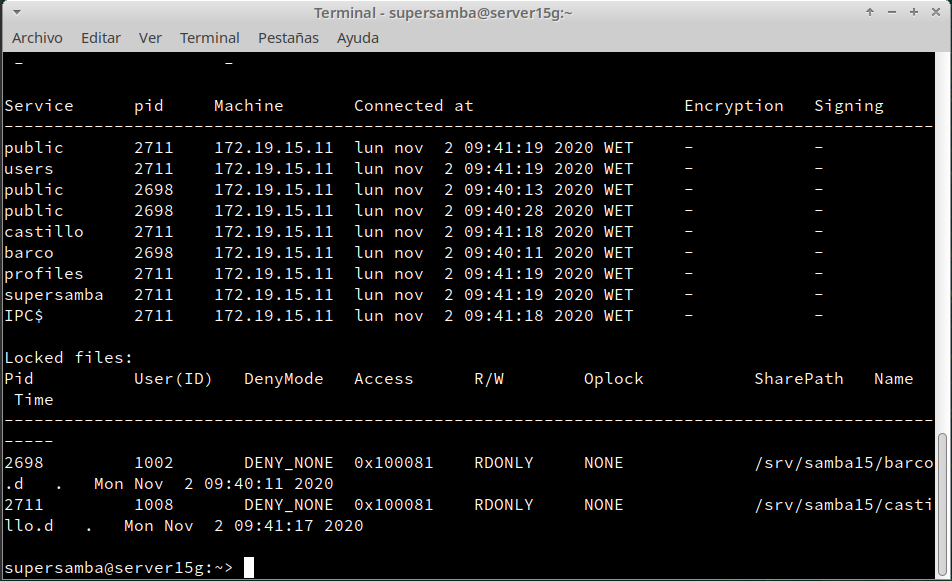 Terminal - supersamba@server15g:~
Archivo Editar Ver Terminal Pestañas Ayuda
– –
Service pid Machine Connected at Encryption Signing
---------------------------------------------------------------------------------------------
public 2711 172.19.15.11 lun nov 2 09:41:19 2020 WET - -
users 2711 172.19.15.11 lun nov 2 09:41:19 2020 WET - -
public 2698 172.19.15.11 lun nov 2 09:40:13 2020 WET - -
public 2698 172.19.15.11 lun nov 2 09:40:28 2020 WET - -
castillo 2711 172.19.15.11 lun nov 2 09:41:18 2020 WET - -
barco 2698 172.19.15.11 lun nov 2 09:40:11 2020 WET - -
profiles 2711 172.19.15.11 lun nov 2 09:41:19 2020 WET - -
supersamba 2711 172.19.15.11 lun nov 2 09:41:19 2020 WET - -
IPC$ 2711 172.19.15.11 lun nov 2 09:41:18 2020 WET - -
Locked files:
Pid User(ID) DenyMode Access R/W Oplock SharePath Name
Time
---------------------------------------------------------------------------------------------
-----
2698 1002 DENY_NONE 0x100081 RDONLY NONE /srv/samba15/barco
.d . Mon Nov 2 09:40:11 2020
2711 1008 DENY_NONE 0x100081 RDONLY NONE /srv/samba15/casti
llo.d . Mon Nov 2 09:41:17 2020
supersamba@server15g:~>